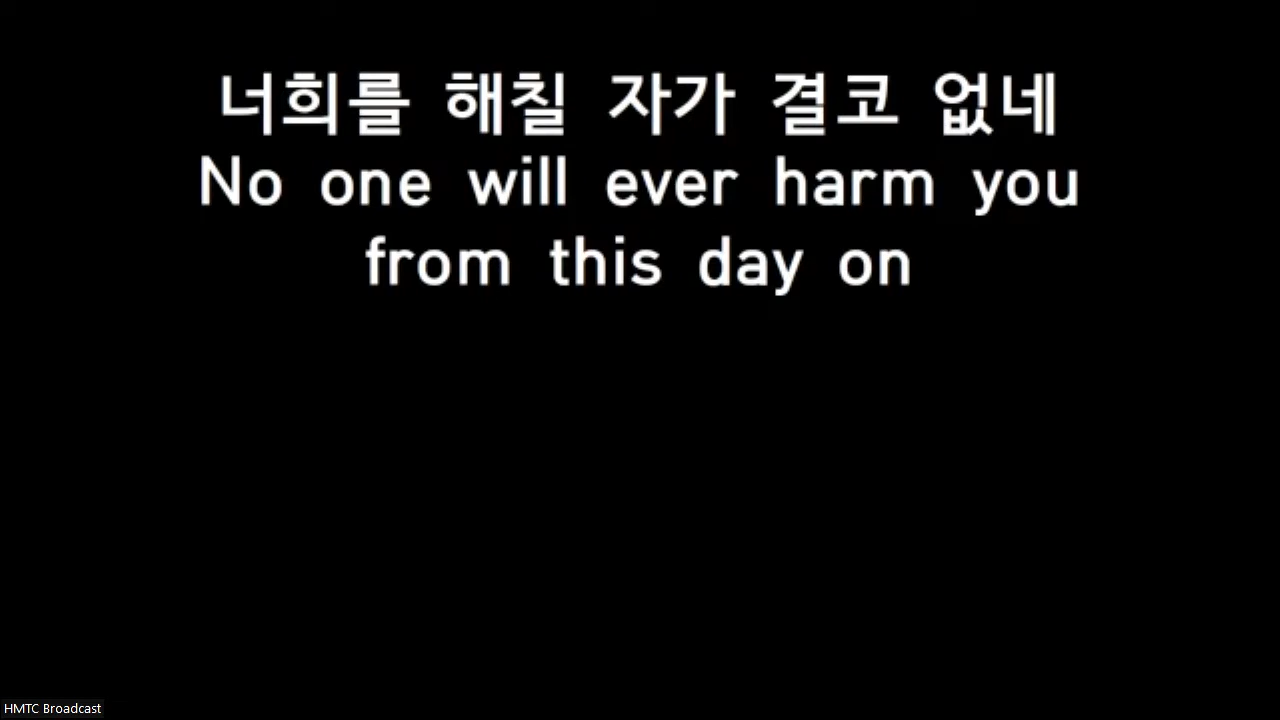 너희를 해칠 자가 결코 없네
No one will ever harm you
from this day on
HMTC Broadcast